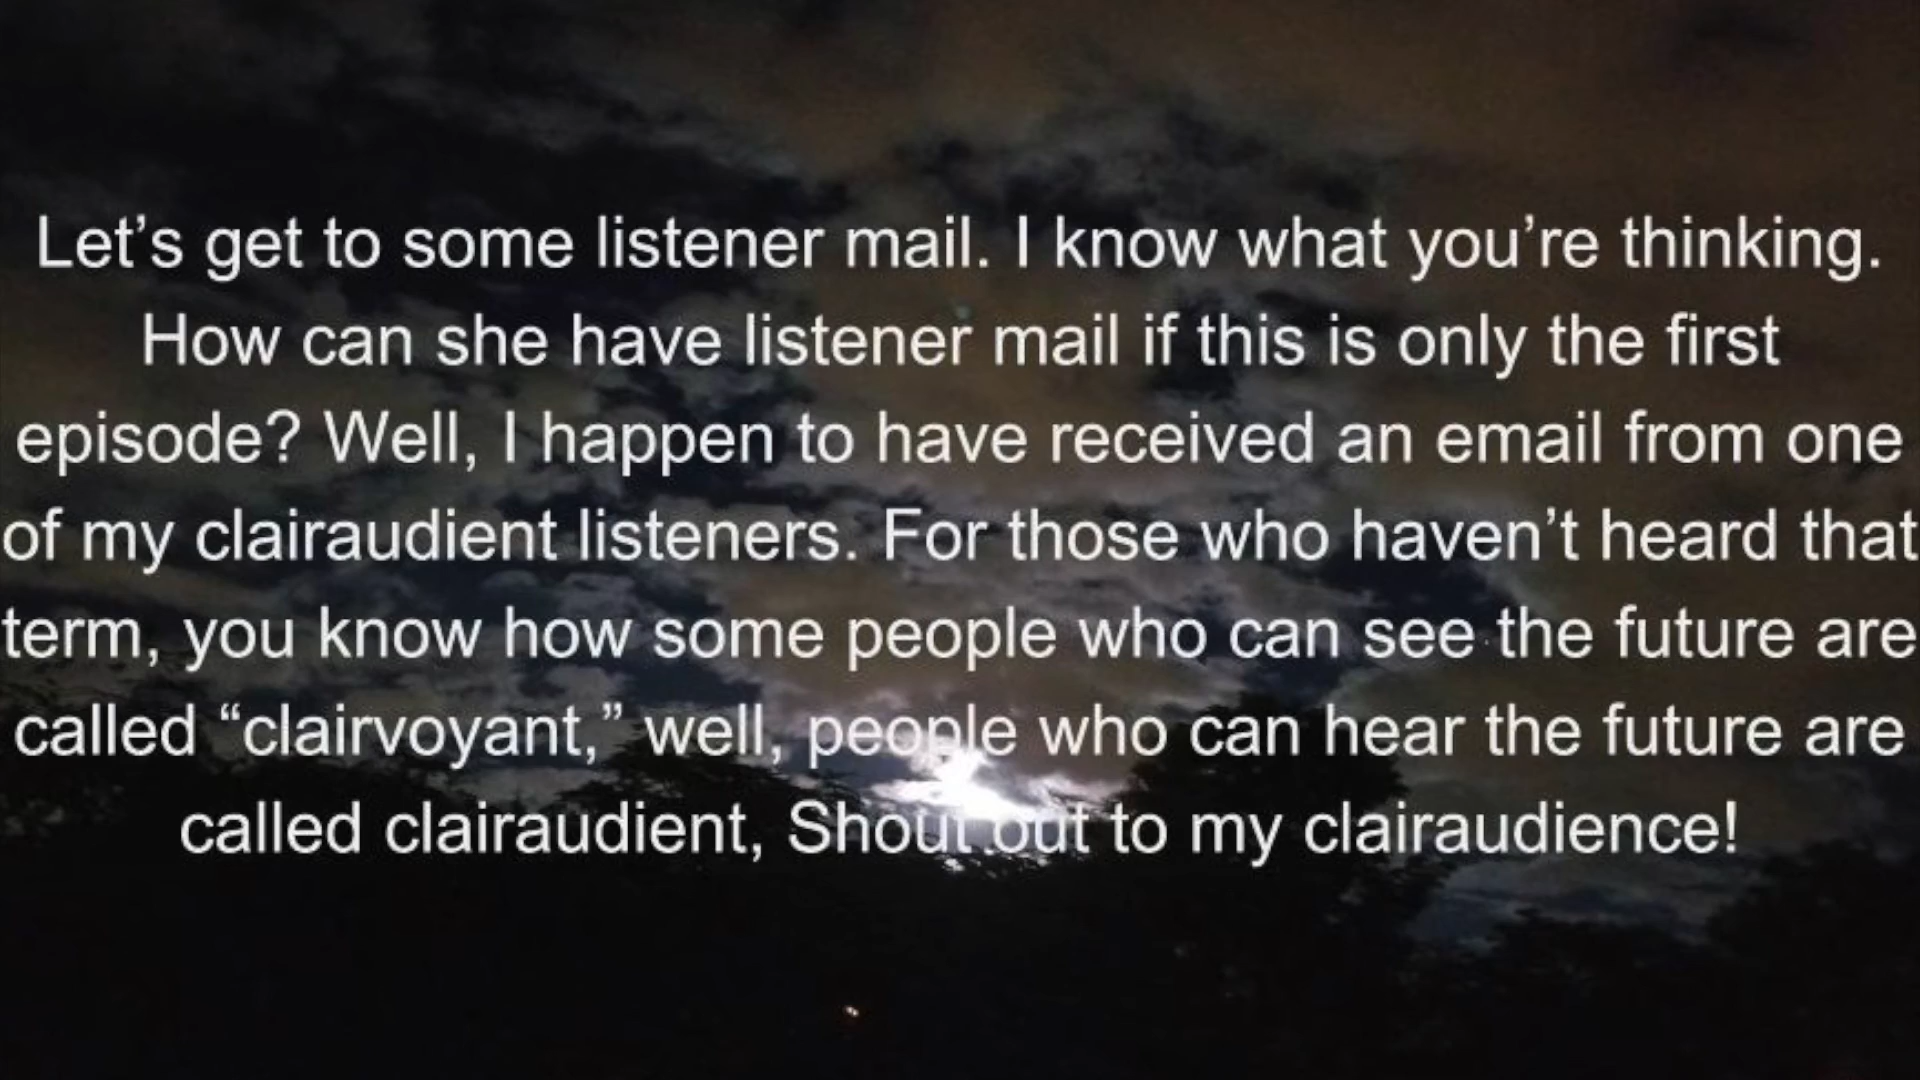 Let’s get to some listener mail. I know what you’re thinking.
How can she have listener mail if this is only the first
episode? Well, I happen to have received an email from one
of my clairaudient listeners. For those who haven’t heard that
term, you know how some people who can see the future are
called “clairvoyant,” well, people who can hear the future are
called clairaudient, Shout out to my clairaudience!